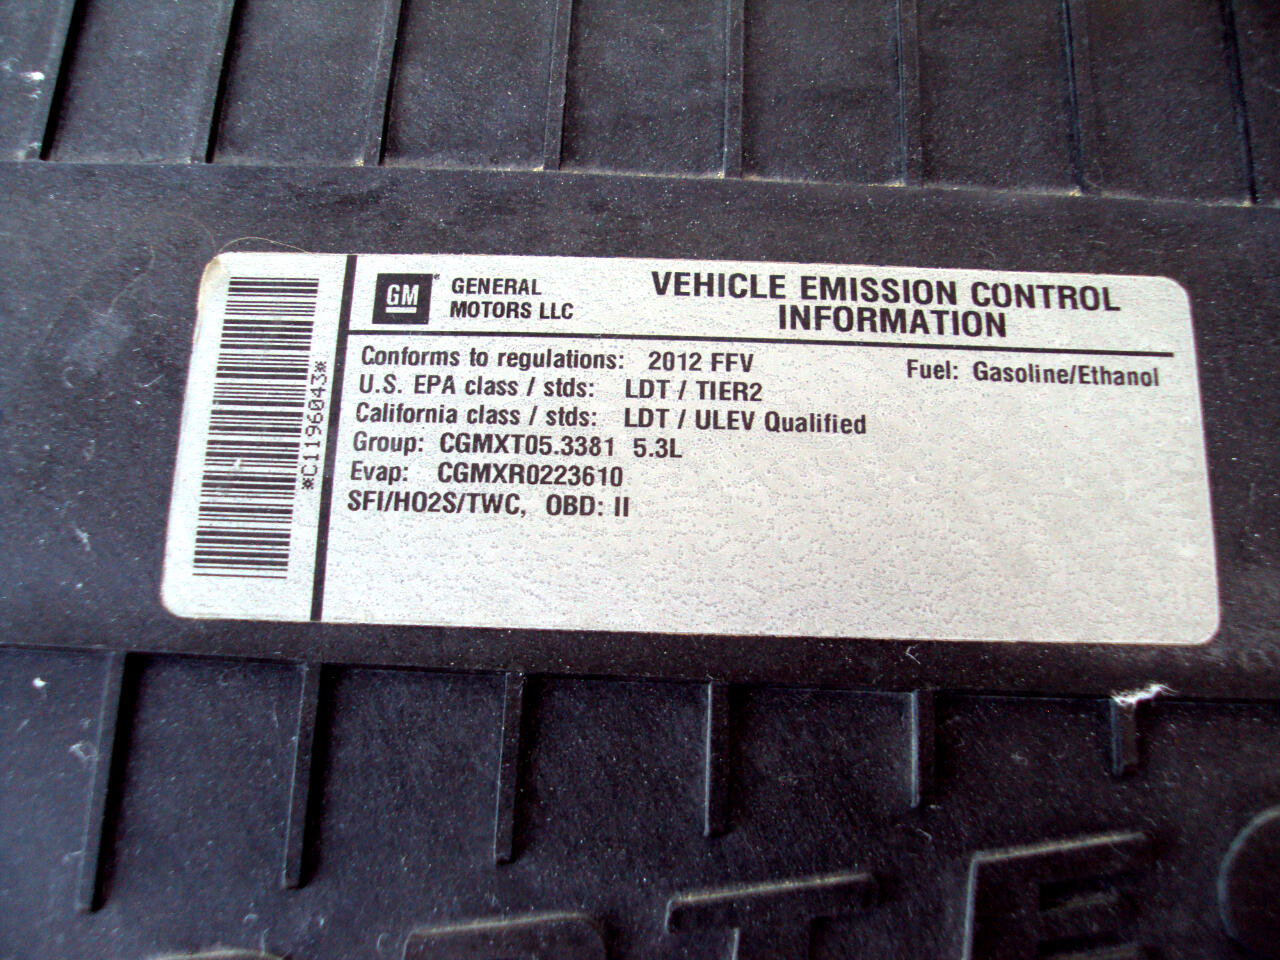 *C1196043*
GM® GENERAL MOTORS LLC
VEHICLE EMISSION CONTROL
INFORMATION
Conforms to regulations: 2012 FFV
Fuel: Gasoline/Ethanol
U.S. EPA class / stds: LDT / TIER2
California class / stds: LDT / ULEV Qualified
Group: CGMXT05.3381 5.3L
Evap: CGMXR0223610
SFI/HO2S/TWC, OBD: II